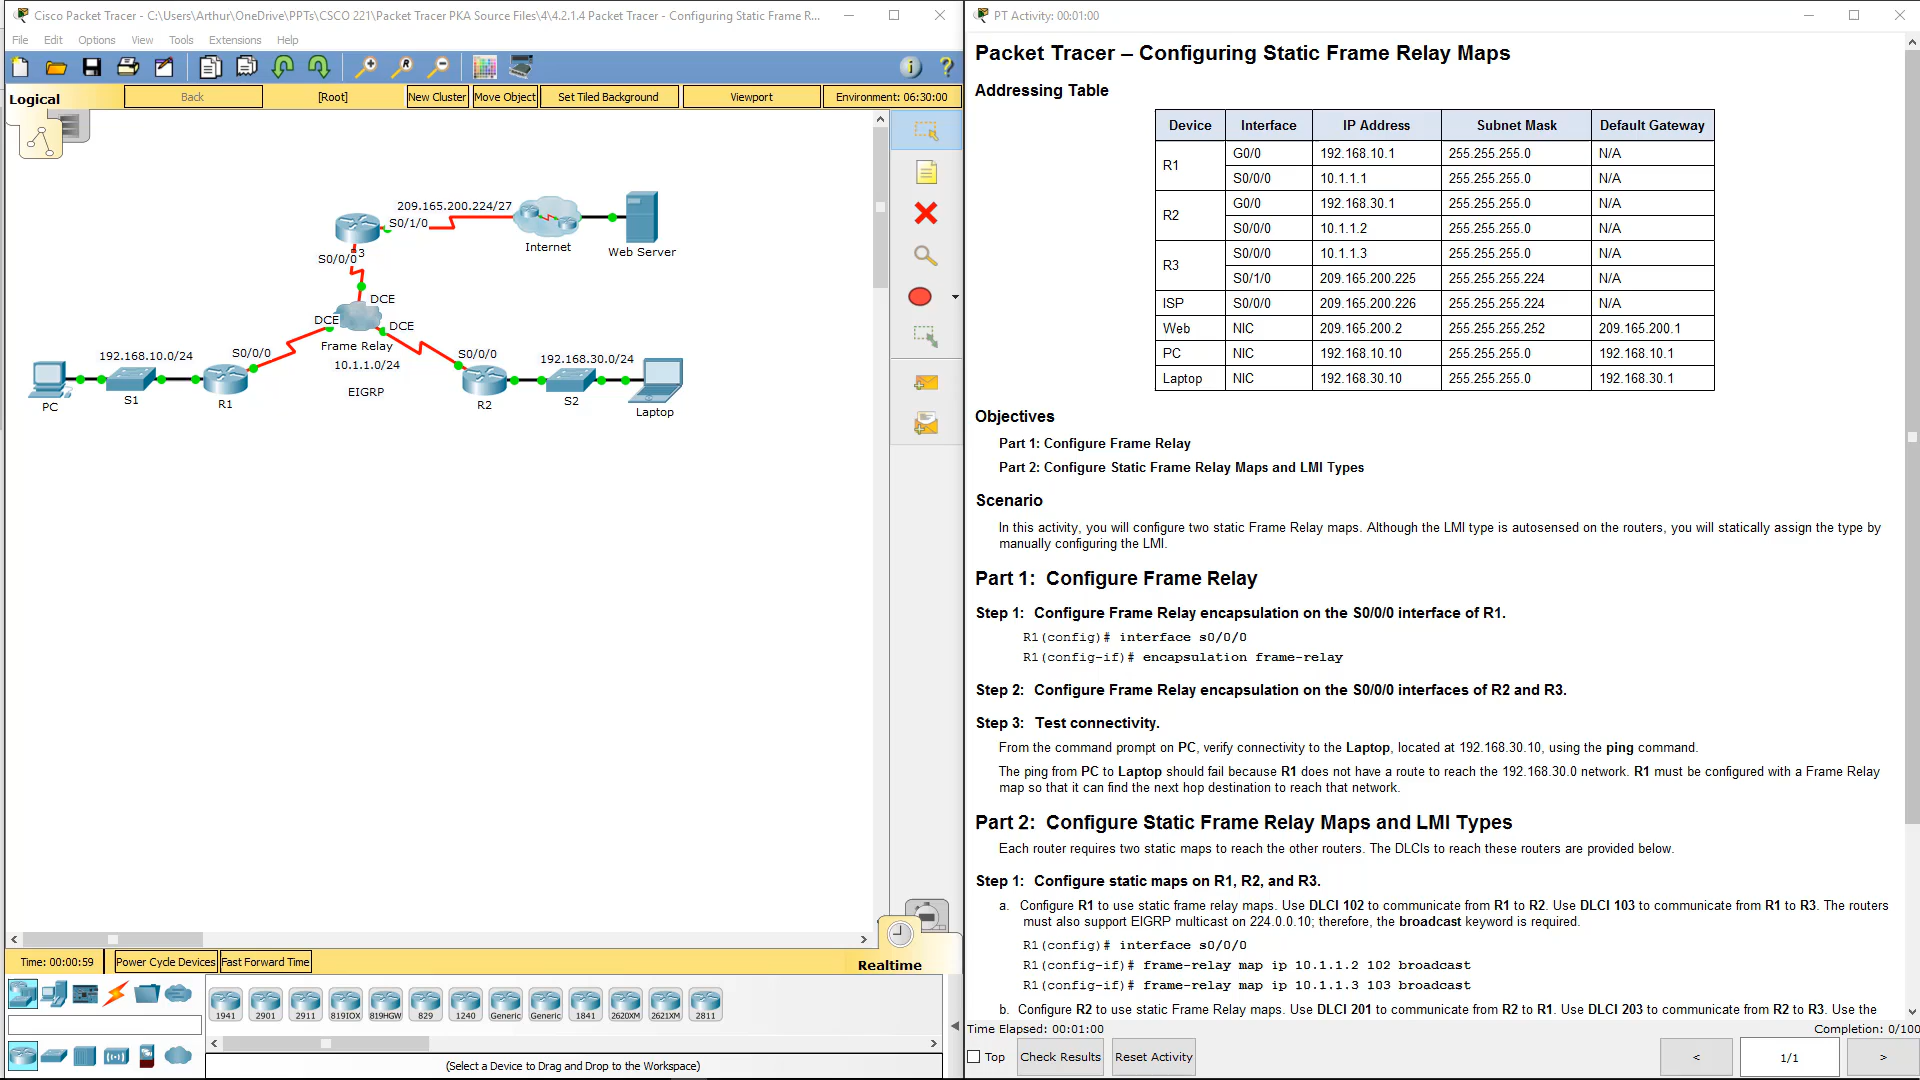 Cisco Packet Tracer - C:\Users\Arthur\OneDrive\PPTs\CSCO 221\Packet Tracer PKA Source Files\4\4.2.1.4 Packet Tracer - Configuring Static Frame R...
File Edit Options View Tools Extensions Help
Logical Back [Root] New Cluster Move Object Set Tiled Background Viewport Environment: 06:30:00
209.165.200.224/27
S0/1/0
Internet
Web Server
3
S0/0/0
DCE
DCE
DCE
Frame Relay
10.1.1.0/24
EIGRP
192.168.10.0/24
S0/0/0
PC
S1
R1
S0/0/0
192.168.30.0/24
R2
S2
Laptop
Time: 00:00:59 Power Cycle Devices Fast Forward Time
Realtime
1941 2901 2911 819IOX 819HGW 829 1240 Generic Generic 1841 2620XM 2621XM 2811
(Select a Device to Drag and Drop to the Workspace)
PT Activity: 00:01:00
Packet Tracer – Configuring Static Frame Relay Maps
Addressing Table
Device Interface IP Address Subnet Mask Default Gateway
R1 G0/0 192.168.10.1 255.255.255.0 N/A
S0/0/0 10.1.1.1 255.255.255.0 N/A
R2 G0/0 192.168.30.1 255.255.255.0 N/A
S0/0/0 10.1.1.2 255.255.255.0 N/A
R3 S0/0/0 10.1.1.3 255.255.255.0 N/A
S0/1/0 209.165.200.225 255.255.255.224 N/A
ISP S0/0/0 209.165.200.226 255.255.255.224 N/A
Web NIC 209.165.200.2 255.255.255.252 209.165.200.1
PC NIC 192.168.10.10 255.255.255.0 192.168.10.1
Laptop NIC 192.168.30.10 255.255.255.0 192.168.30.1
Objectives
Part 1: Configure Frame Relay
Part 2: Configure Static Frame Relay Maps and LMI Types
Scenario
In this activity, you will configure two static Frame Relay maps. Although the LMI type is autosensed on the routers, you will statically assign the type by
manually configuring the LMI.
Part 1: Configure Frame Relay
Step 1: Configure Frame Relay encapsulation on the S0/0/0 interface of R1.
R1(config)# interface s0/0/0
R1(config-if)# encapsulation frame-relay
Step 2: Configure Frame Relay encapsulation on the S0/0/0 interfaces of R2 and R3.
Step 3: Test connectivity.
From the command prompt on PC, verify connectivity to the Laptop, located at 192.168.30.10, using the ping command.
The ping from PC to Laptop should fail because R1 does not have a route to reach the 192.168.30.0 network. R1 must be configured with a Frame Relay
map so that it can find the next hop destination to reach that network.
Part 2: Configure Static Frame Relay Maps and LMI Types
Each router requires two static maps to reach the other routers. The DLCIs to reach these routers are provided below.
Step 1: Configure static maps on R1, R2, and R3.
a. Configure R1 to use static frame relay maps. Use DLCI 102 to communicate from R1 to R2. Use DLCI 103 to communicate from R1 to R3. The routers
must also support EIGRP multicast on 224.0.0.10; therefore, the broadcast keyword is required.
R1(config)# interface s0/0/0
R1(config-if)# frame-relay map ip 10.1.1.2 102 broadcast
R1(config-if)# frame-relay map ip 10.1.1.3 103 broadcast
b. Configure R2 to use static Frame Relay maps. Use DLCI 201 to communicate from R2 to R1. Use DLCI 203 to communicate from R2 to R3. Use the
Time Elapsed: 00:01:00 Completion: 0/100
Top Check Results Reset Activity < 1/1 >